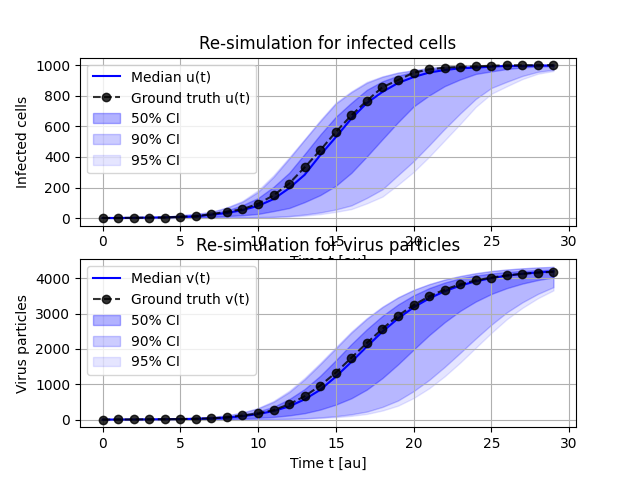 Re-simulation for infected cells
Infected cells
1000
800
600
400
200
0
Median u(t)
Ground truth u(t)
50% CI
90% CI
95% CI
0 5 10 15 20 25 30
Time t [au]
Re-simulation for virus particles
Virus particles
4000
3000
2000
1000
0
Median v(t)
Ground truth v(t)
50% CI
90% CI
95% CI
0 5 10 15 20 25 30
Time t [au]